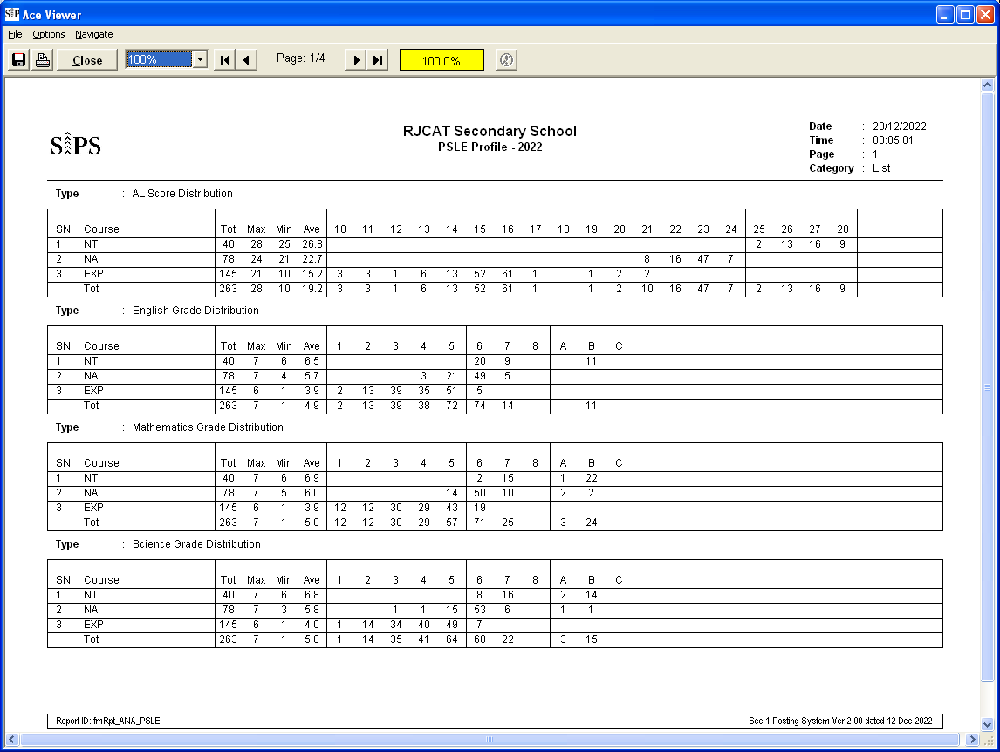 SPS Ace Viewer
File Options Navigate
Close 100% Page: 1/4 100.0%
SPS
RJCAT Secondary School
PSLE Profile - 2022
Date : 20/12/2022
Time : 00:05:01
Page : 1
Category : List
Type : AL Score Distribution
SN Course Tot Max Min Ave 10 11 12 13 14 15 16 17 18 19 20 21 22 23 24 25 26 27 28
1 NT 40 28 25 26.8 2 13 16 9
2 NA 78 24 21 22.7 8 16 47 7
3 EXP 145 21 10 15.2 3 3 1 6 13 52 61 1 1 2 2
Tot 263 28 10 19.2 3 3 1 6 13 52 61 1 1 2 10 16 47 7 2 13 16 9
Type : English Grade Distribution
SN Course Tot Max Min Ave 1 2 3 4 5 6 7 8 A B C
1 NT 40 7 6 6.5 20 9 11
2 NA 78 7 4 5.7 3 21 49 5
3 EXP 145 6 1 3.9 2 13 39 35 51 5
Tot 263 7 1 4.9 2 13 39 38 72 74 14 11
Type : Mathematics Grade Distribution
SN Course Tot Max Min Ave 1 2 3 4 5 6 7 8 A B C
1 NT 40 7 6 6.9 2 15 1 22
2 NA 78 7 5 6.0 14 50 10 2 2
3 EXP 145 6 1 3.9 12 12 30 29 43 19
Tot 263 7 1 5.0 12 12 30 29 57 71 25 3 24
Type : Science Grade Distribution
SN Course Tot Max Min Ave 1 2 3 4 5 6 7 8 A B C
1 NT 40 7 6 6.8 8 16 2 14
2 NA 78 7 3 5.8 1 1 15 53 6 1 1
3 EXP 145 6 1 4.0 1 14 34 40 49 7
Tot 263 7 1 5.0 1 14 35 41 64 68 22 3 15
Report ID: fmRpt_ANA_PSLE Sec 1 Posting System Ver 2.00 dated 12 Dec 2022